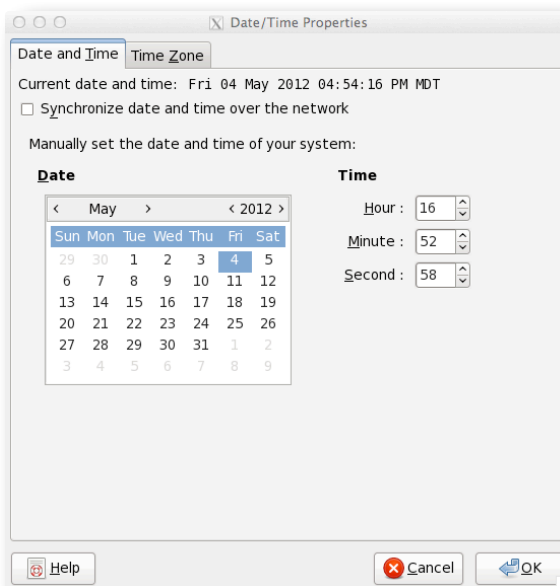 Date/Time Properties
Date and Time Time Zone
Current date and time: Fri 04 May 2012 04:54:16 PM MDT
Synchronize date and time over the network
Manually set the date and time of your system:
Date
< May > < 2012 >
Sun Mon Tue Wed Thu Fri Sat
29 30 1 2 3 4 5
6 7 8 9 10 11 12
13 14 15 16 17 18 19
20 21 22 23 24 25 26
27 28 29 30 31 1 2
3 4 5 6 7 8 9
Time
Hour : 16
Minute : 52
Second : 58
Help Cancel OK